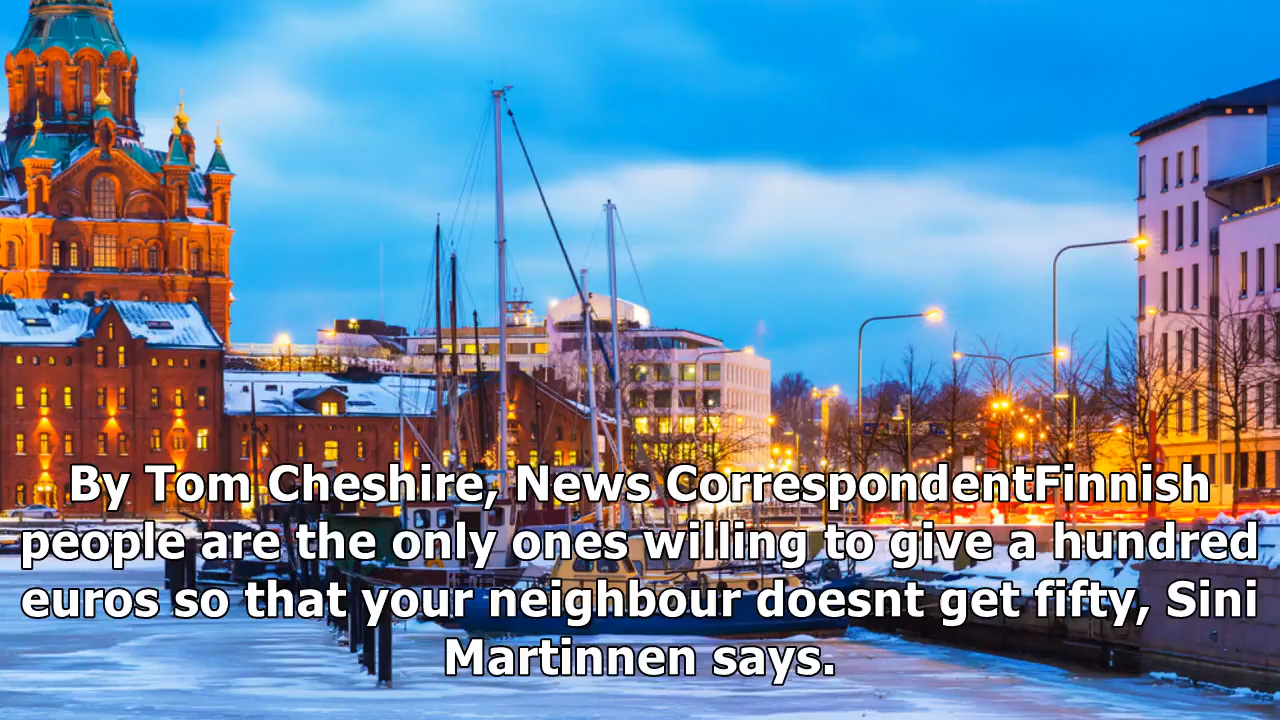 By Tom Cheshire, News CorrespondentFinnish
people are the only ones willing to give a hundred
euros so that your neighbour doesnt get fifty, Sini
Martinnen says.